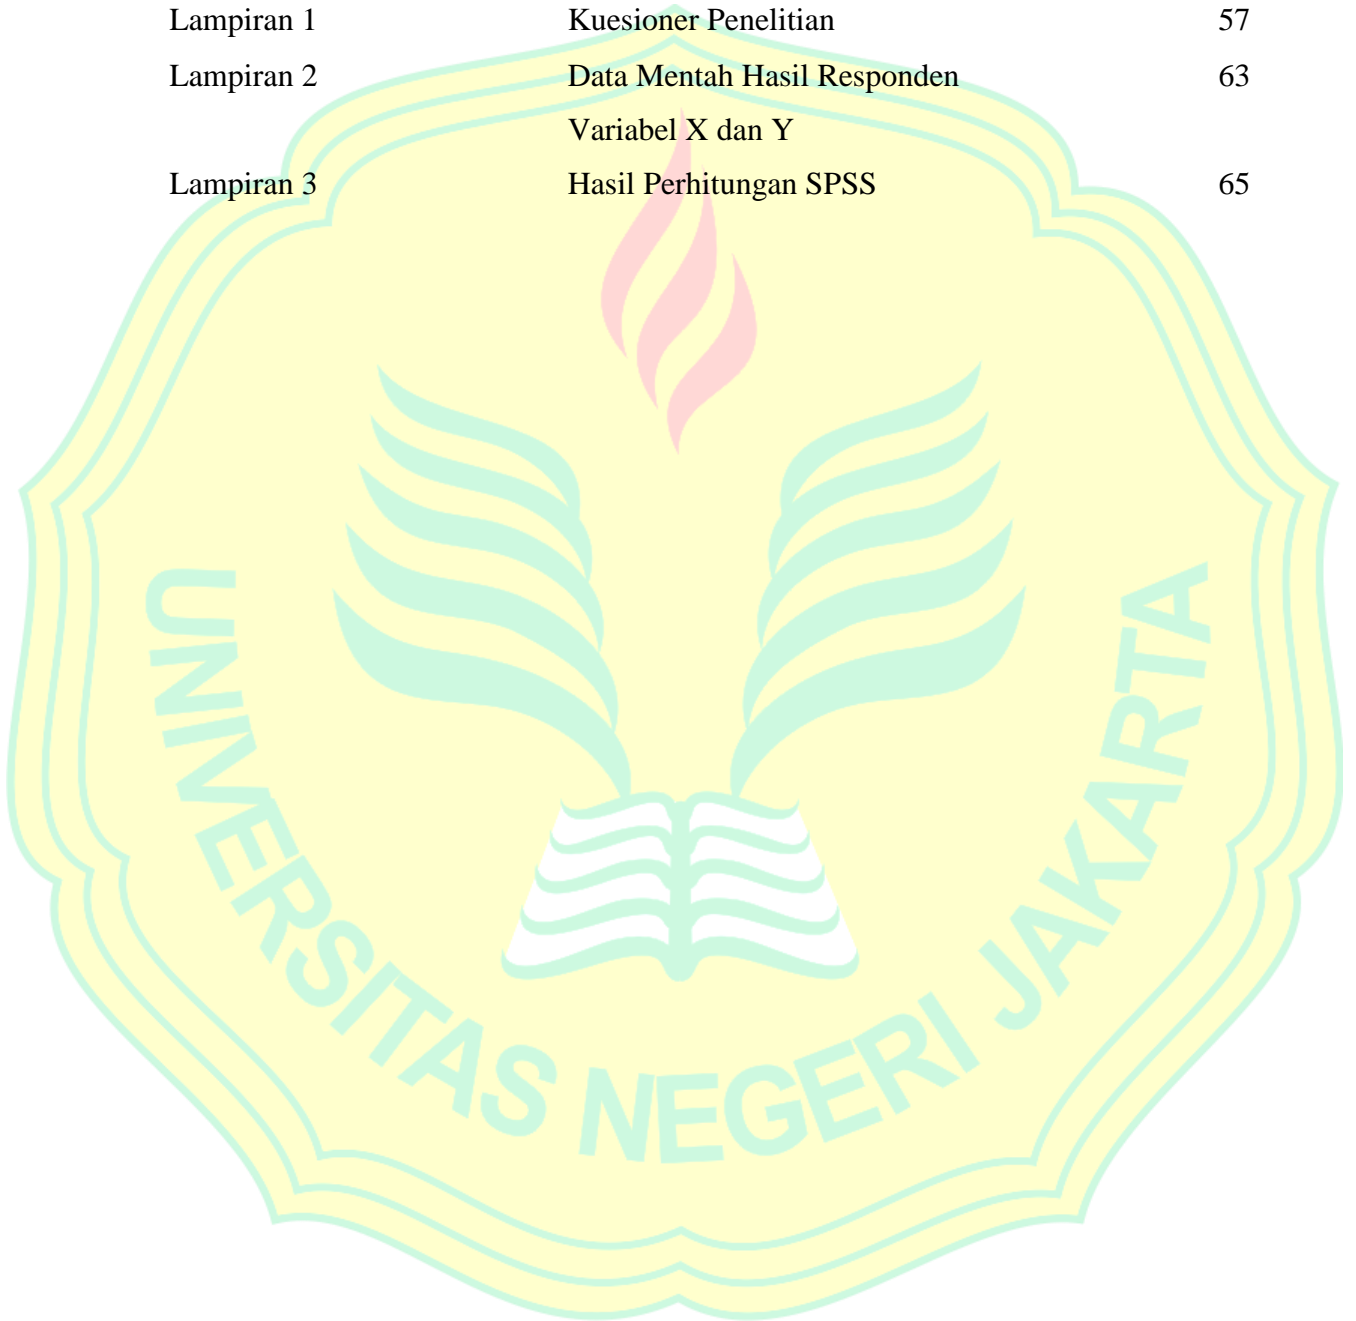 Lampiran 1 Kuesioner Penelitian 57
Lampiran 2 Data Mentah Hasil Responden 63
Variabel X dan Y
Lampiran 3 Hasil Perhitungan SPSS 65
UNIVERSITAS NEGERI JAKARTA